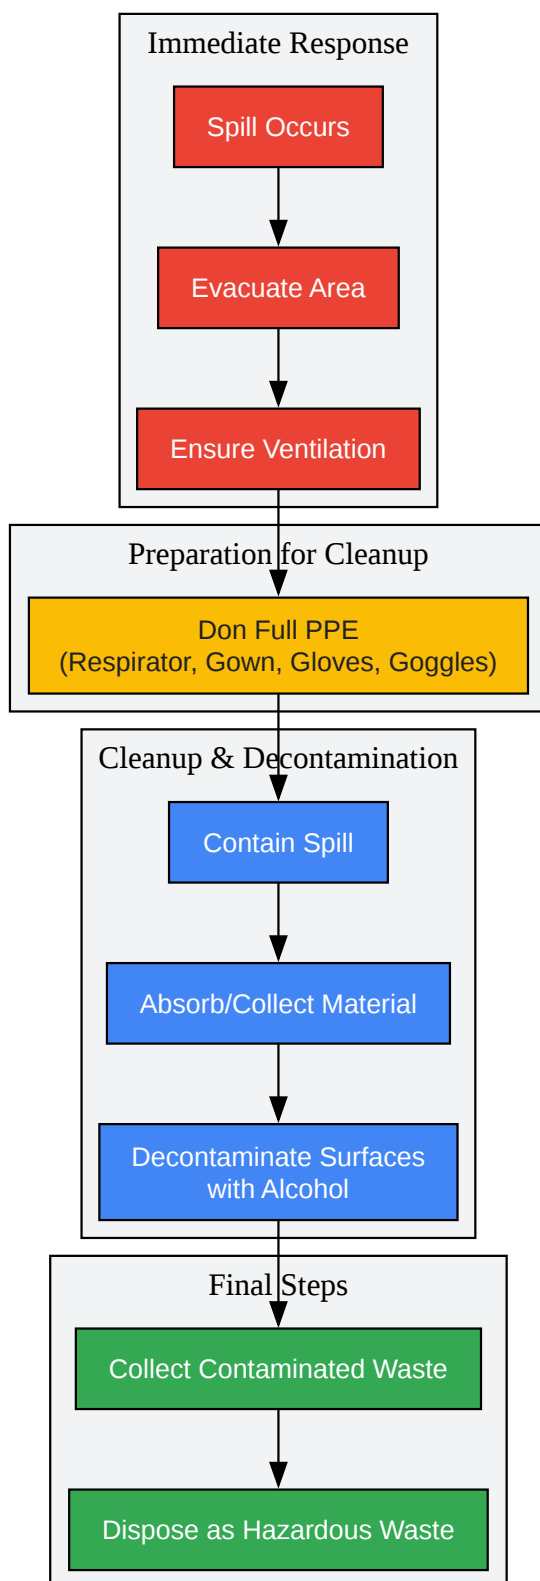 Immediate Response
Spill Occurs
Evacuate Area
Ensure Ventilation
Preparation for Cleanup
Don Full PPE
(Respirator, Gown, Gloves, Goggles)
Cleanup & Decontamination
Contain Spill
Absorb/Collect Material
Decontaminate Surfaces
with Alcohol
Final Steps
Collect Contaminated Waste
Dispose as Hazardous Waste